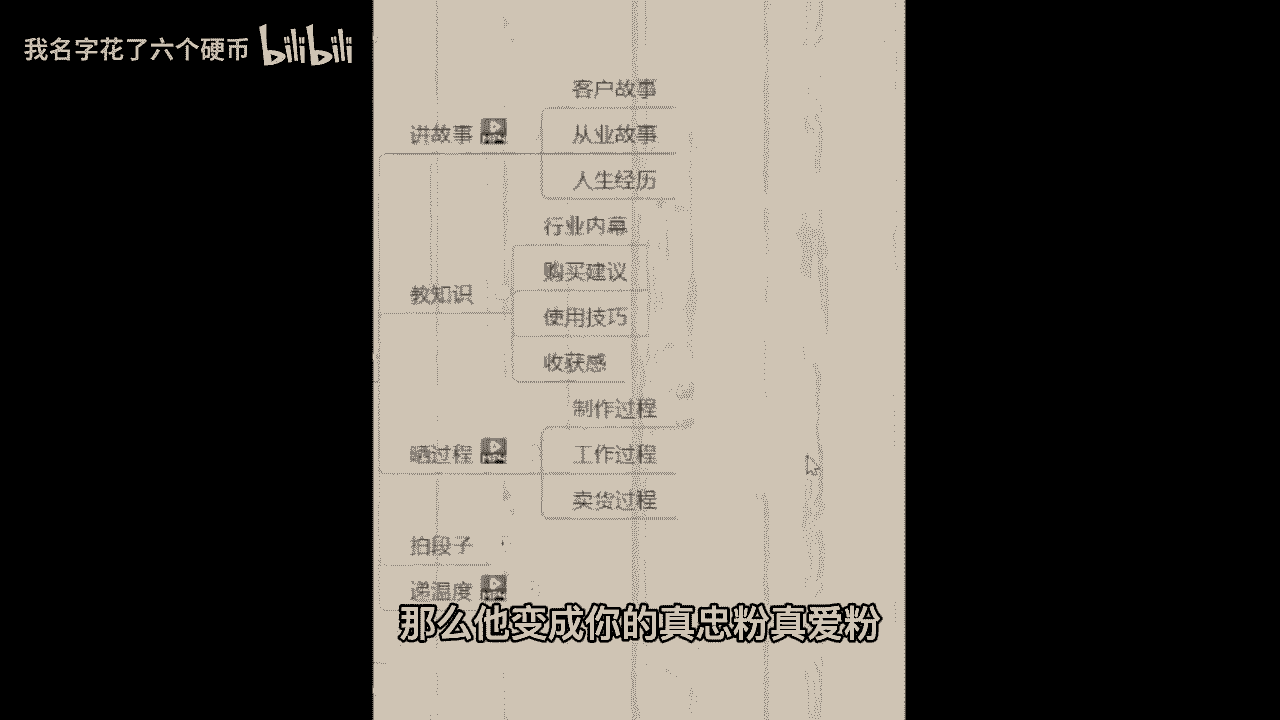 我名字花了六个硬币 bilibili
客户故事
讲故事
从业故事
人生经历
行业内幕
购买建议
教知识
使用技巧
收获感
制作过程
晒过程
工作过程
卖货过程
拍段子
递温度
那么他变成你的真忠粉真爱粉